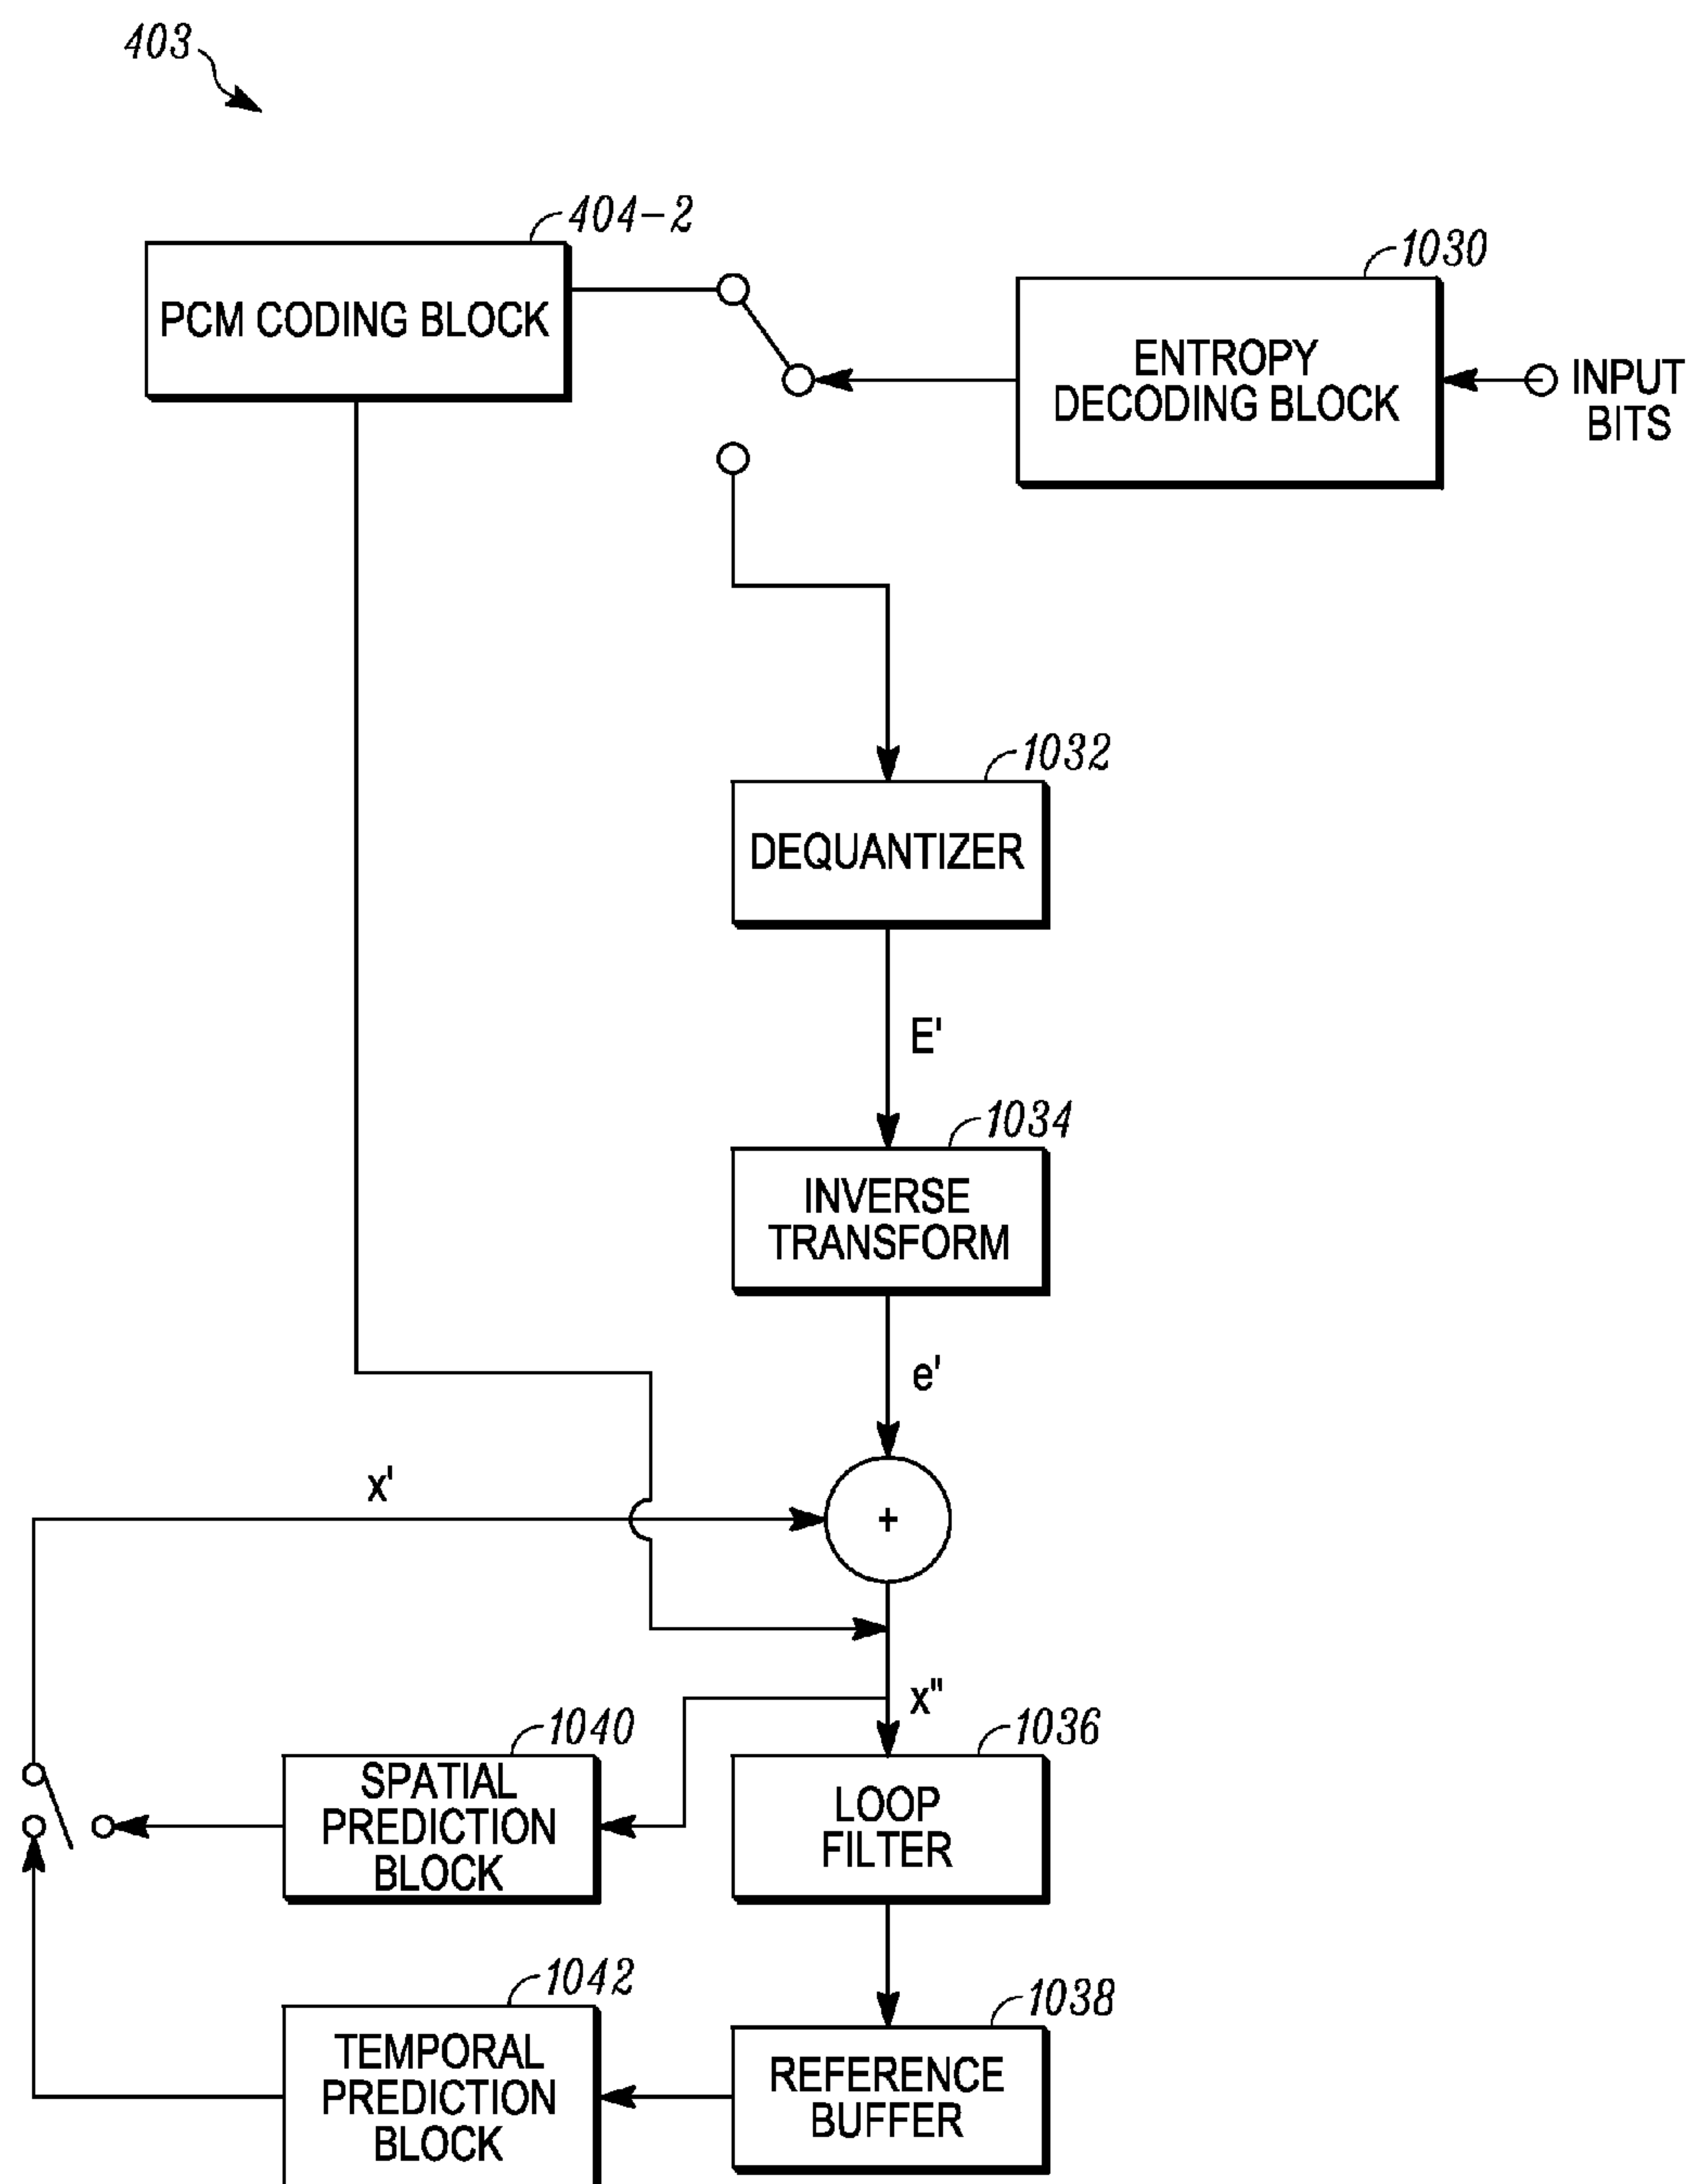 403
404-2
PCM CODING BLOCK
1030
ENTROPY
DECODING BLOCK
INPUT
BITS
1032
DEQUANTIZER
E'
1034
INVERSE
TRANSFORM
e'
x'
+
x"
1040
SPATIAL
PREDICTION
BLOCK
1036
LOOP
FILTER
1042
TEMPORAL
PREDICTION
BLOCK
1038
REFERENCE
BUFFER